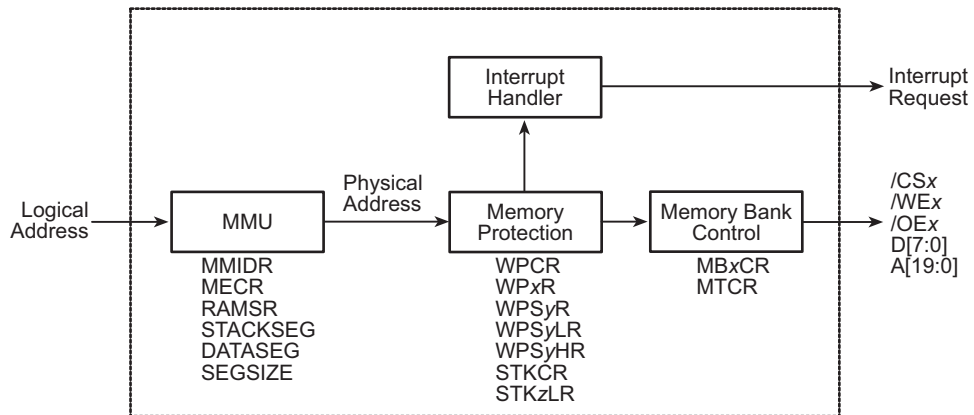 Interrupt
Handler
Interrupt
Request
Logical
Address
MMU
Physical
Address
Memory
Protection
Memory Bank
Control
/CSx
/WEx
/OEx
D[7:0]
A[19:0]
MMIDR
MECR
RAMSR
STACKSEG
DATASEG
SEGSIZE
WPCR
WPxR
WPSyR
WPSyLR
WPSyHR
STKCR
STKzLR
MBxCR
MTCR